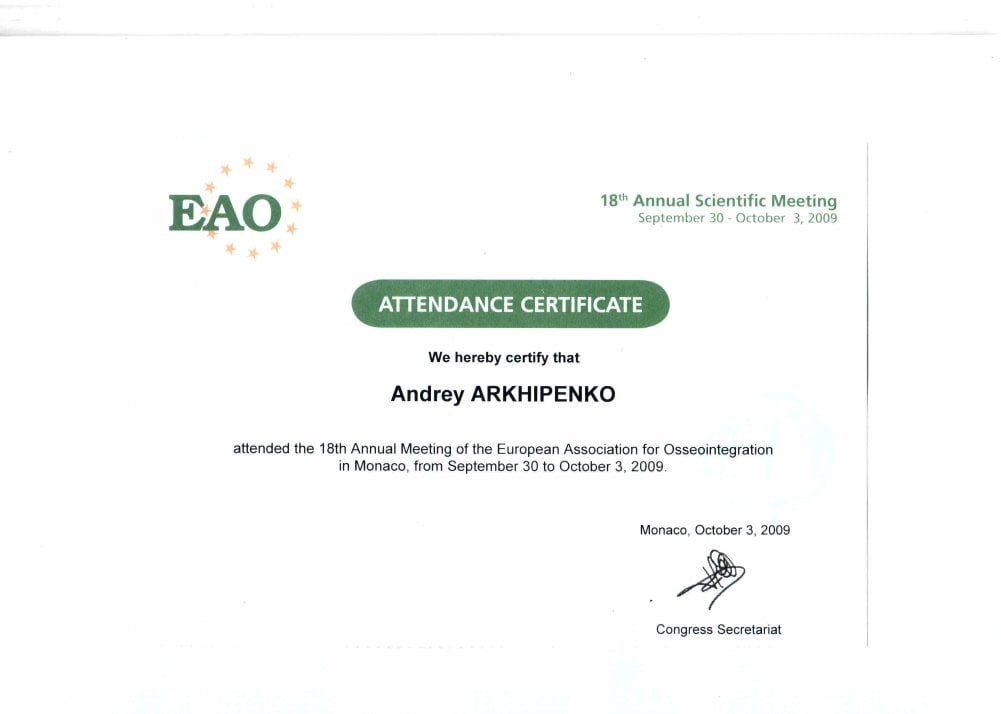 EAO
18th Annual Scientific Meeting
September 30 - October 3, 2009
ATTENDANCE CERTIFICATE
We hereby certify that
Andrey ARKHIPENKO
attended the 18th Annual Meeting of the European Association for Osseointegration
in Monaco, from September 30 to October 3, 2009.
Monaco, October 3, 2009
Congress Secretariat